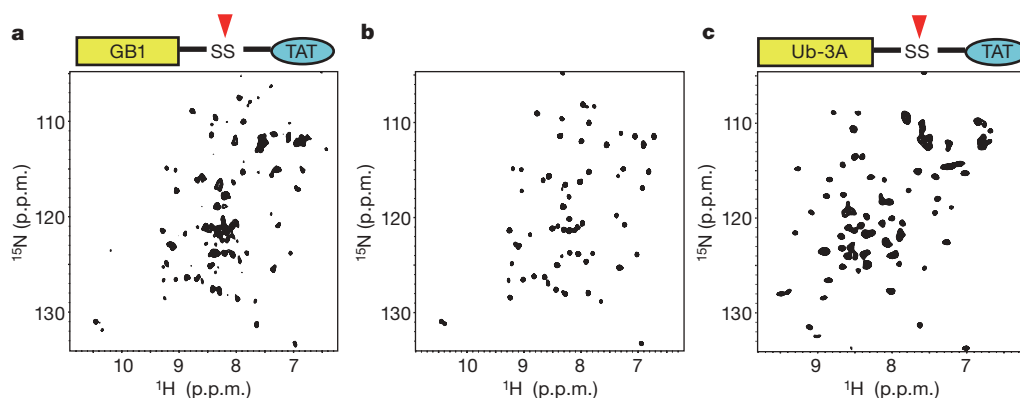 a
GB1 SS TAT
110
120
130
¹⁵N (p.p.m.)
10 9 8 7
¹H (p.p.m.)
b
110
120
130
¹⁵N (p.p.m.)
10 9 8 7
¹H (p.p.m.)
c
Ub-3A SS TAT
110
120
130
¹⁵N (p.p.m.)
9 8 7
¹H (p.p.m.)